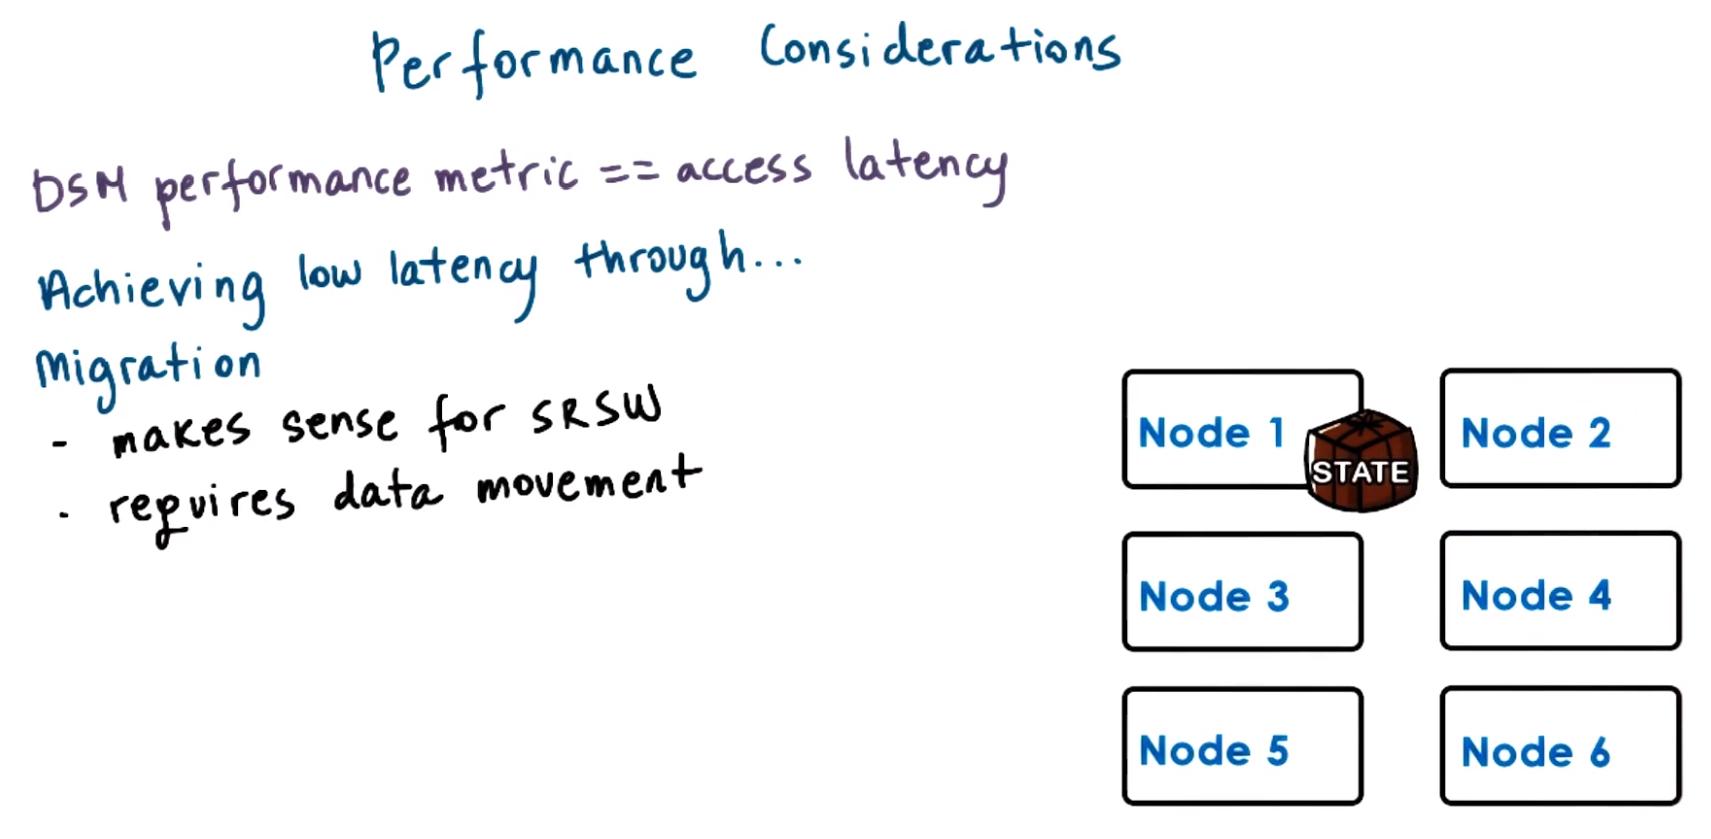 Performance Considerations
DSM performance metric == access latency
Achieving low latency through...
Migration
- makes sense for SRSW
- requires data movement
Node 1
STATE
Node 2
Node 3
Node 4
Node 5
Node 6